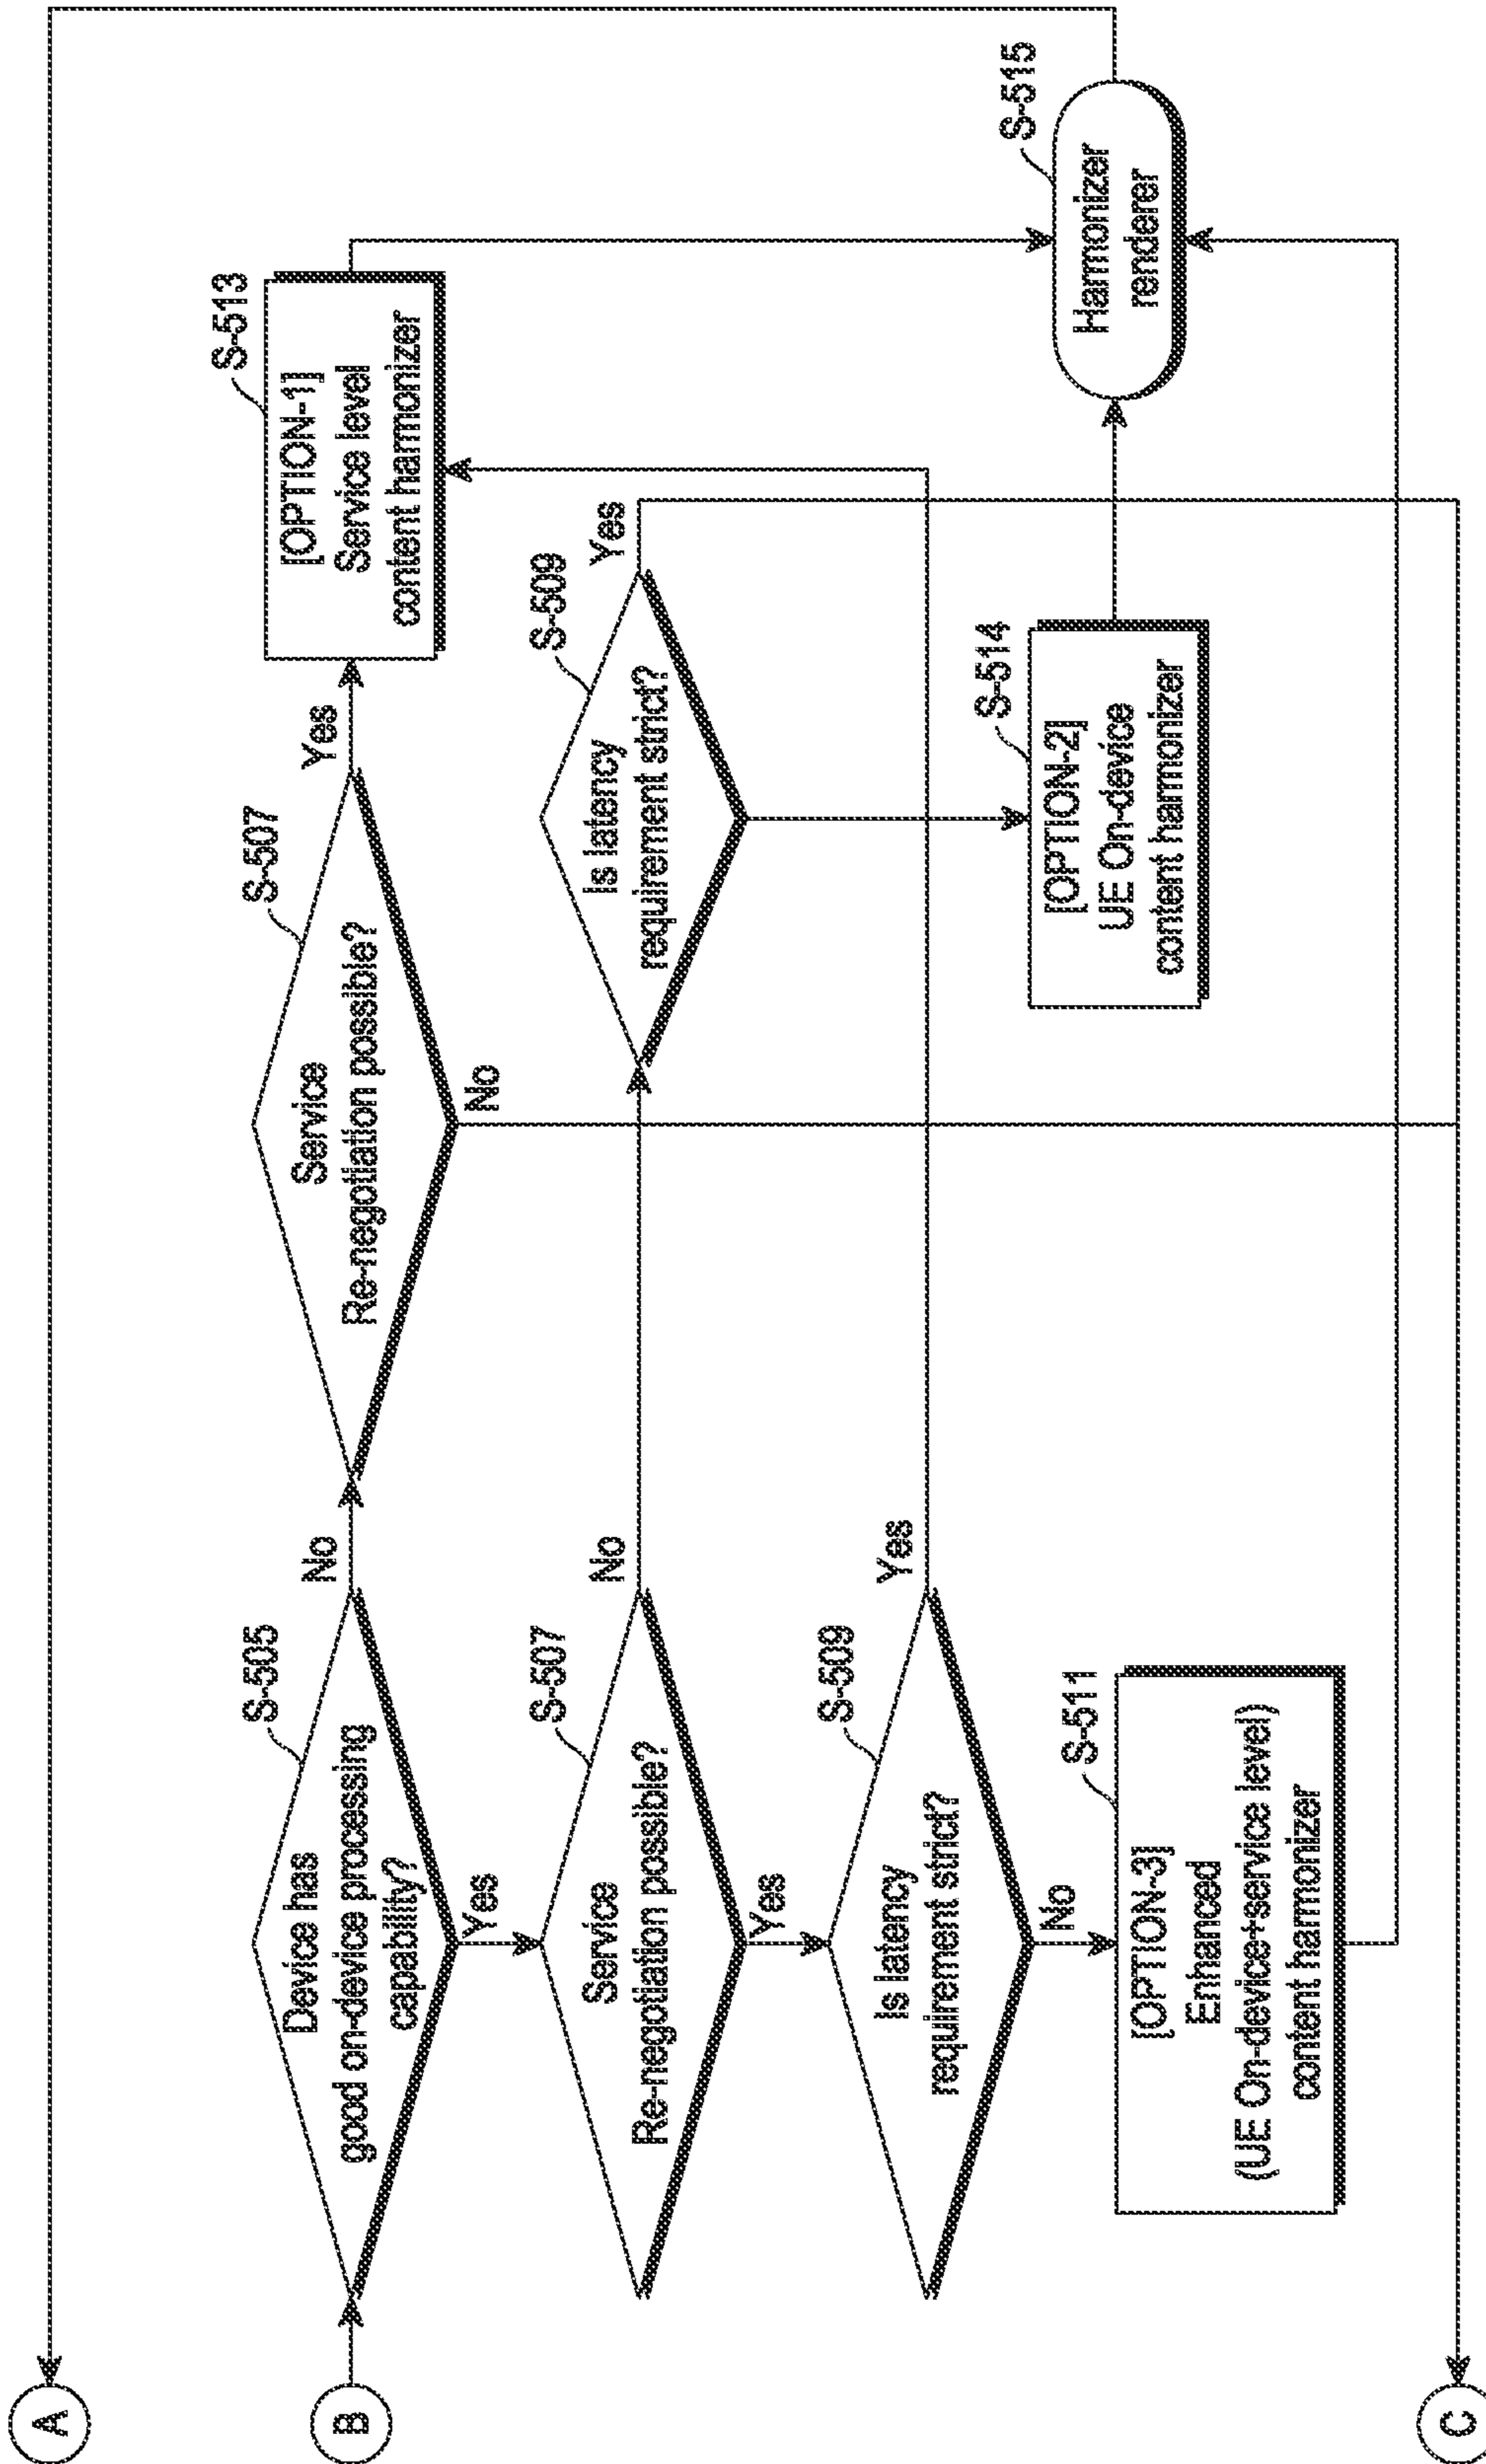 A
B
Device has
good on-device processing
capability?
S-505
No
Yes
Service
Re-negotiation possible?
S-507
Yes
No
[OPTION-1]
Service level
content harmonizer
S-513
Service
Re-negotiation possible?
S-507
No
Yes
Is latency
requirement strict?
S-509
Yes
Is latency
requirement strict?
S-509
Yes
No
[OPTION-2]
UE On-device
content harmonizer
S-514
Harmonizer
renderer
S-515
[OPTION-3]
Enhanced
(UE On-device+service level)
content harmonizer
S-511
C